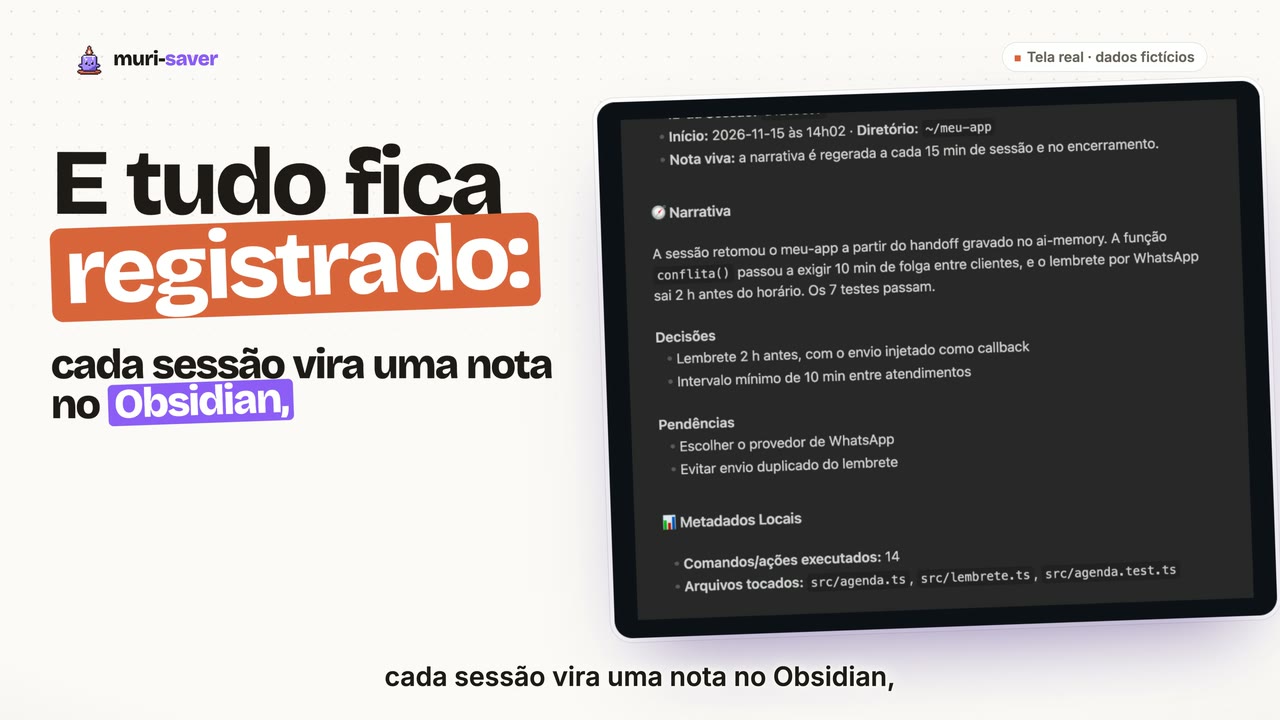 muri-saver
Tela real · dados fictícios
E tudo fica
registrado:
cada sessão vira uma nota
no Obsidian,
Início: 2026-11-15 às 14h02 · Diretório: ~/meu-app
Nota viva: a narrativa é regerada a cada 15 min de sessão e no encerramento.
🧭 Narrativa
A sessão retomou o meu-app a partir do handoff gravado no ai-memory. A função
conflita() passou a exigir 10 min de folga entre clientes, e o lembrete por WhatsApp
sai 2 h antes do horário. Os 7 testes passam.
Decisões
Lembrete 2 h antes, com o envio injetado como callback
Intervalo mínimo de 10 min entre atendimentos
Pendências
Escolher o provedor de WhatsApp
Evitar envio duplicado do lembrete
📊 Metadados Locais
Comandos/ações executados: 14
Arquivos tocados: src/agenda.ts, src/lembrete.ts, src/agenda.test.ts
cada sessão vira uma nota no Obsidian,